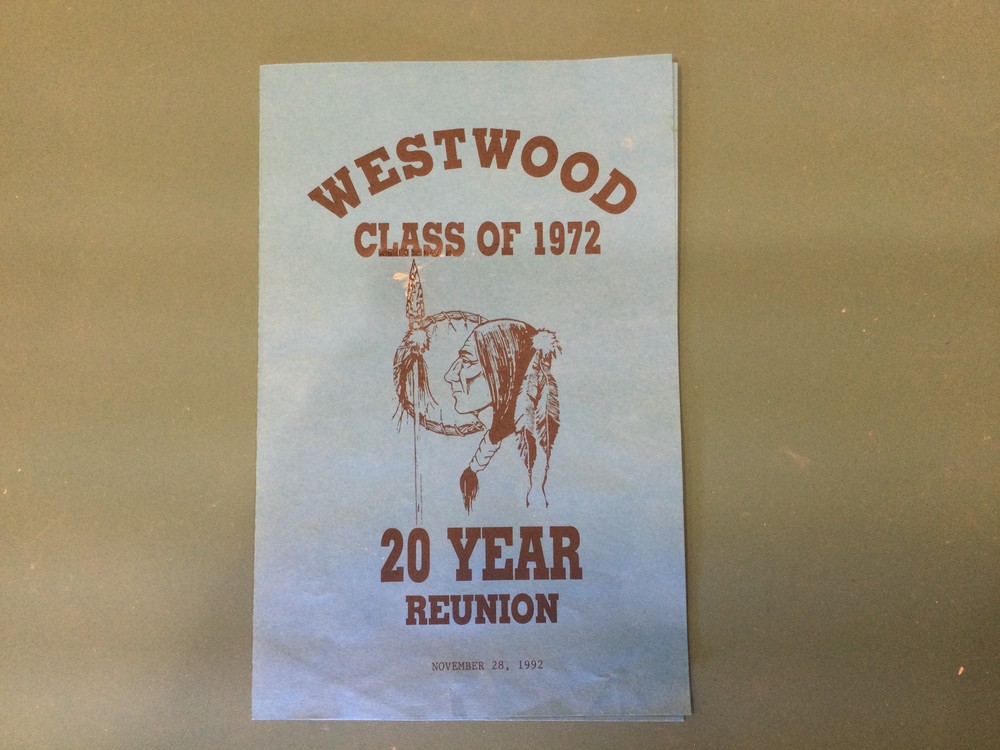 WESTWOOD
CLASS OF 1972
20 YEAR
REUNION
NOVEMBER 28, 1992